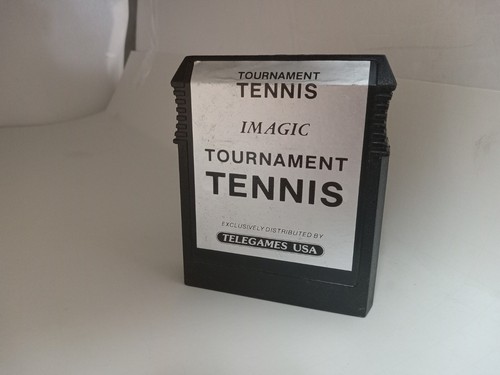 TOURNAMENT
TENNIS
IMAGIC
TOURNAMENT
TENNIS
EXCLUSIVELY DISTRIBUTED BY
TELEGAMES USA